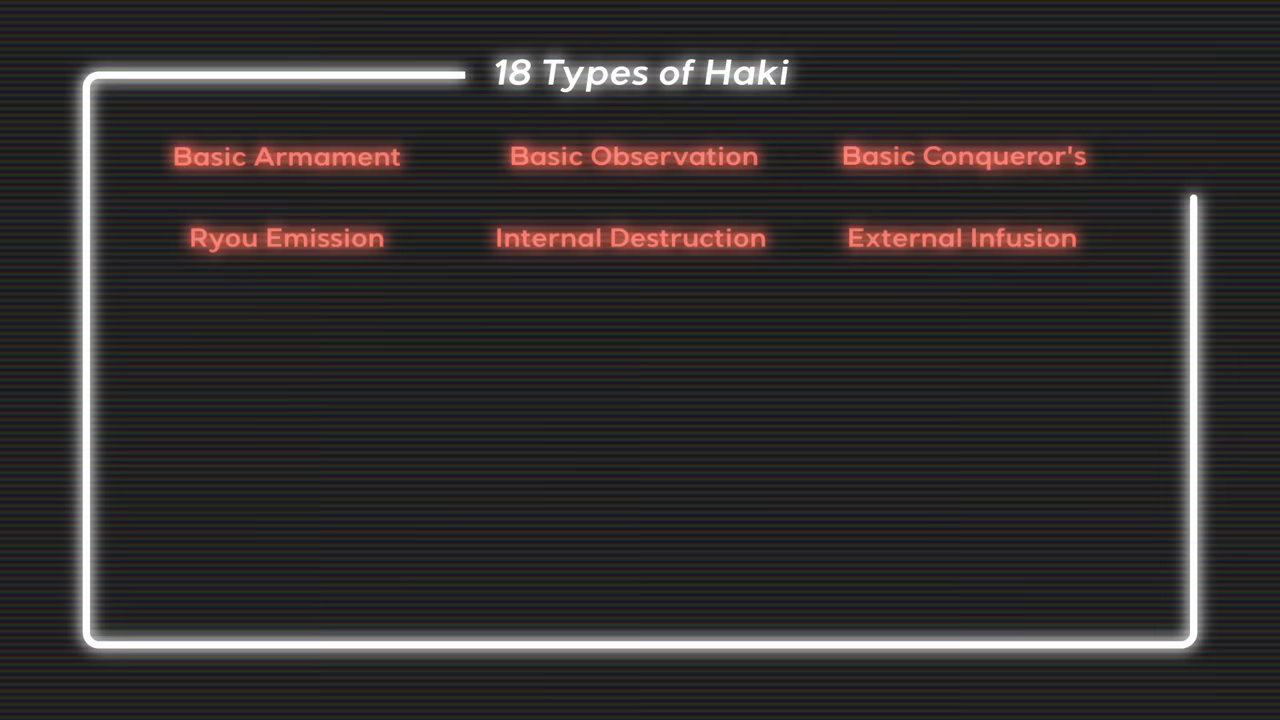 18 Types of Haki
Basic Armament Basic Observation Basic Conqueror's
Ryou Emission Internal Destruction External Infusion